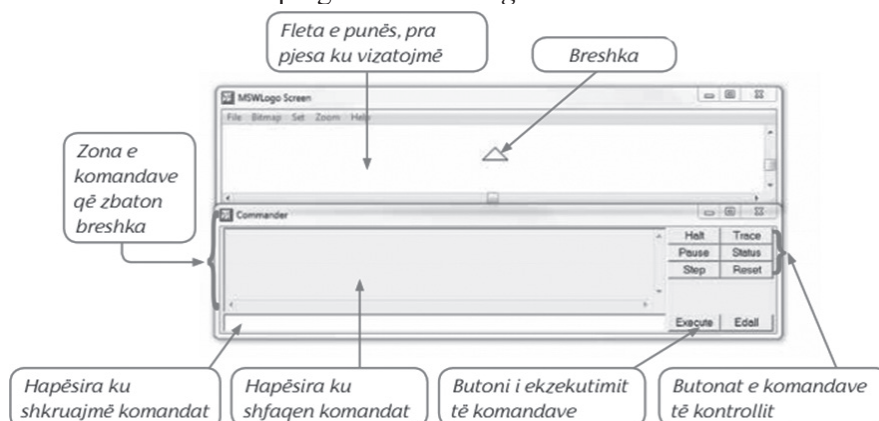 Fleta e punës, pra
pjesa ku vizatojmë
Breshka
MSWLogo Screen
File Bitmap Set Zoom Help
Zona e
komandave
që zbaton
breshka
Commander
Halt Trace
Pause Status
Step Reset
Execute Edall
Hapësira ku
shkruajmë komandat
Hapësira ku
shfaqen komandat
Butoni i ekzekutimit
të komandave
Butonat e komandave
të kontrollit